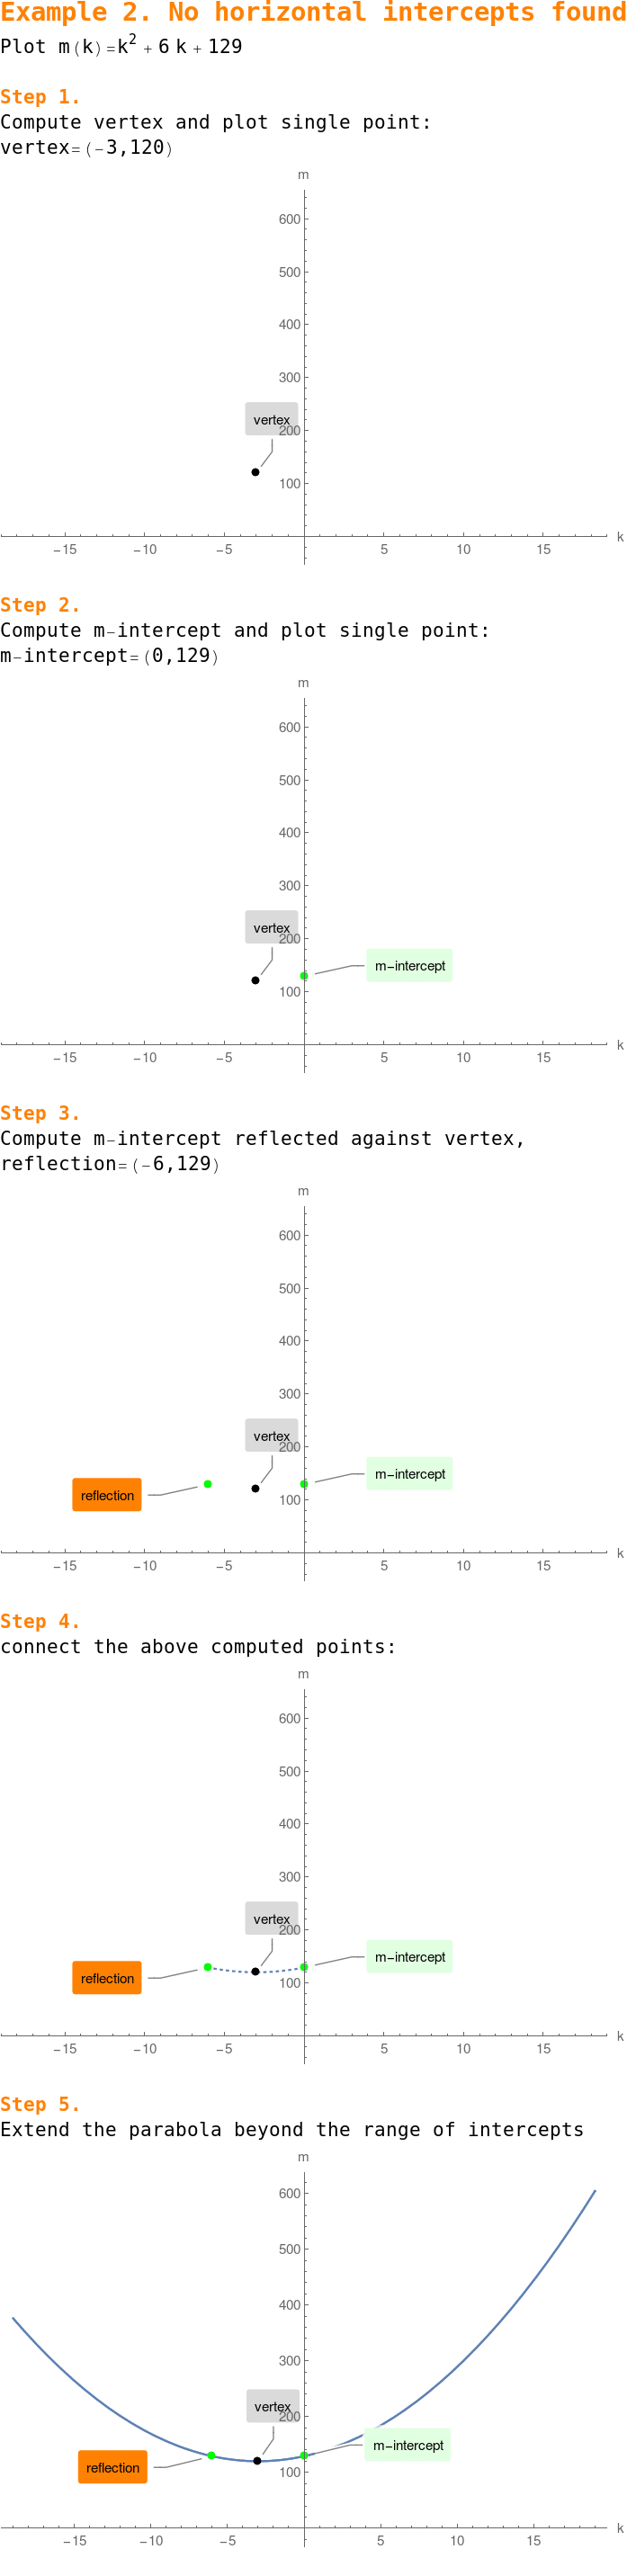 Example 2. No horizontal intercepts found
Plot m(k)=k² + 6 k + 129
Step 1.
Compute vertex and plot single point:
vertex=(−3,120)
m
600
500
400
300
vertex
200
100
−15 −10 −5 5 10 15 k
Step 2.
Compute m−intercept and plot single point:
m−intercept=(0,129)
m
600
500
400
300
vertex
200
m−intercept
100
−15 −10 −5 5 10 15 k
Step 3.
Compute m−intercept reflected against vertex,
reflection=(−6,129)
m
600
500
400
300
vertex
200
m−intercept
reflection 100
−15 −10 −5 5 10 15 k
Step 4.
connect the above computed points:
m
600
500
400
300
vertex
200
m−intercept
reflection 100
−15 −10 −5 5 10 15 k
Step 5.
Extend the parabola beyond the range of intercepts
m
600
500
400
300
vertex
200
m−intercept
reflection 100
−15 −10 −5 5 10 15 k